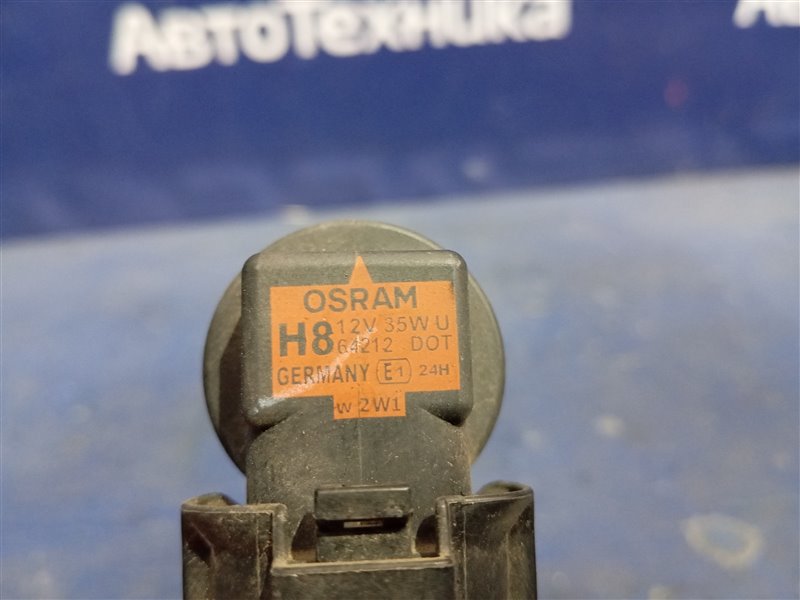 АвтоТехника
OSRAM
H8 12V 35W U
64212 DOT
GERMANY E1 24H
W 2W1